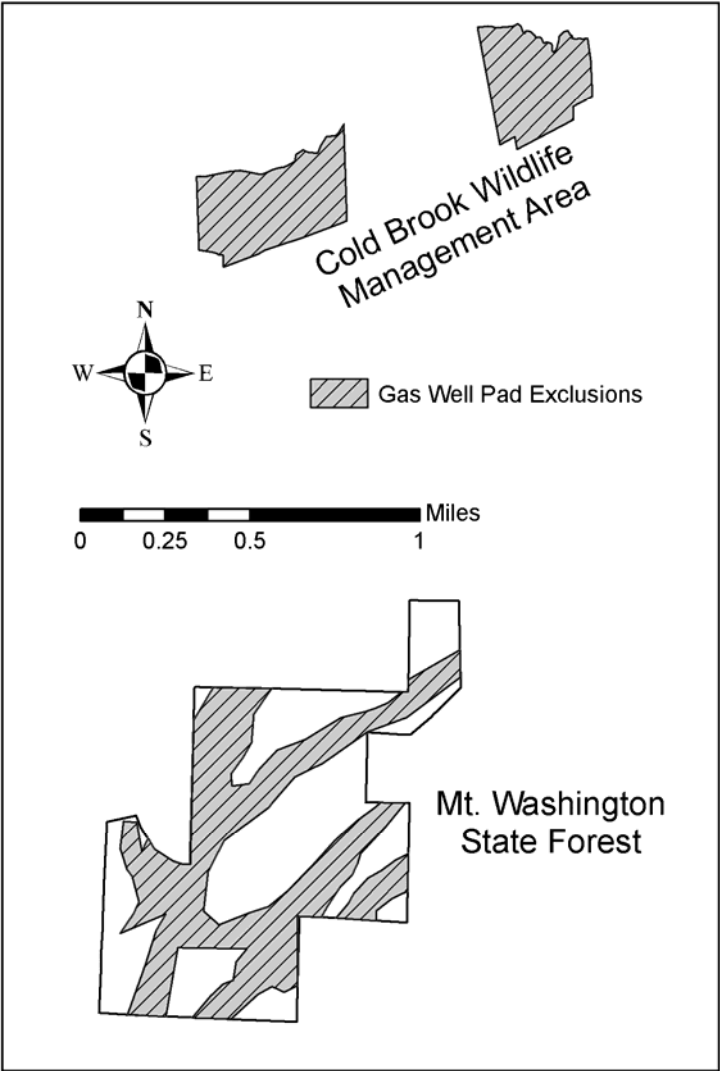 Cold Brook Wildlife
Management Area
N
W E
S
Gas Well Pad Exclusions
Miles
0 0.25 0.5 1
Mt. Washington
State Forest